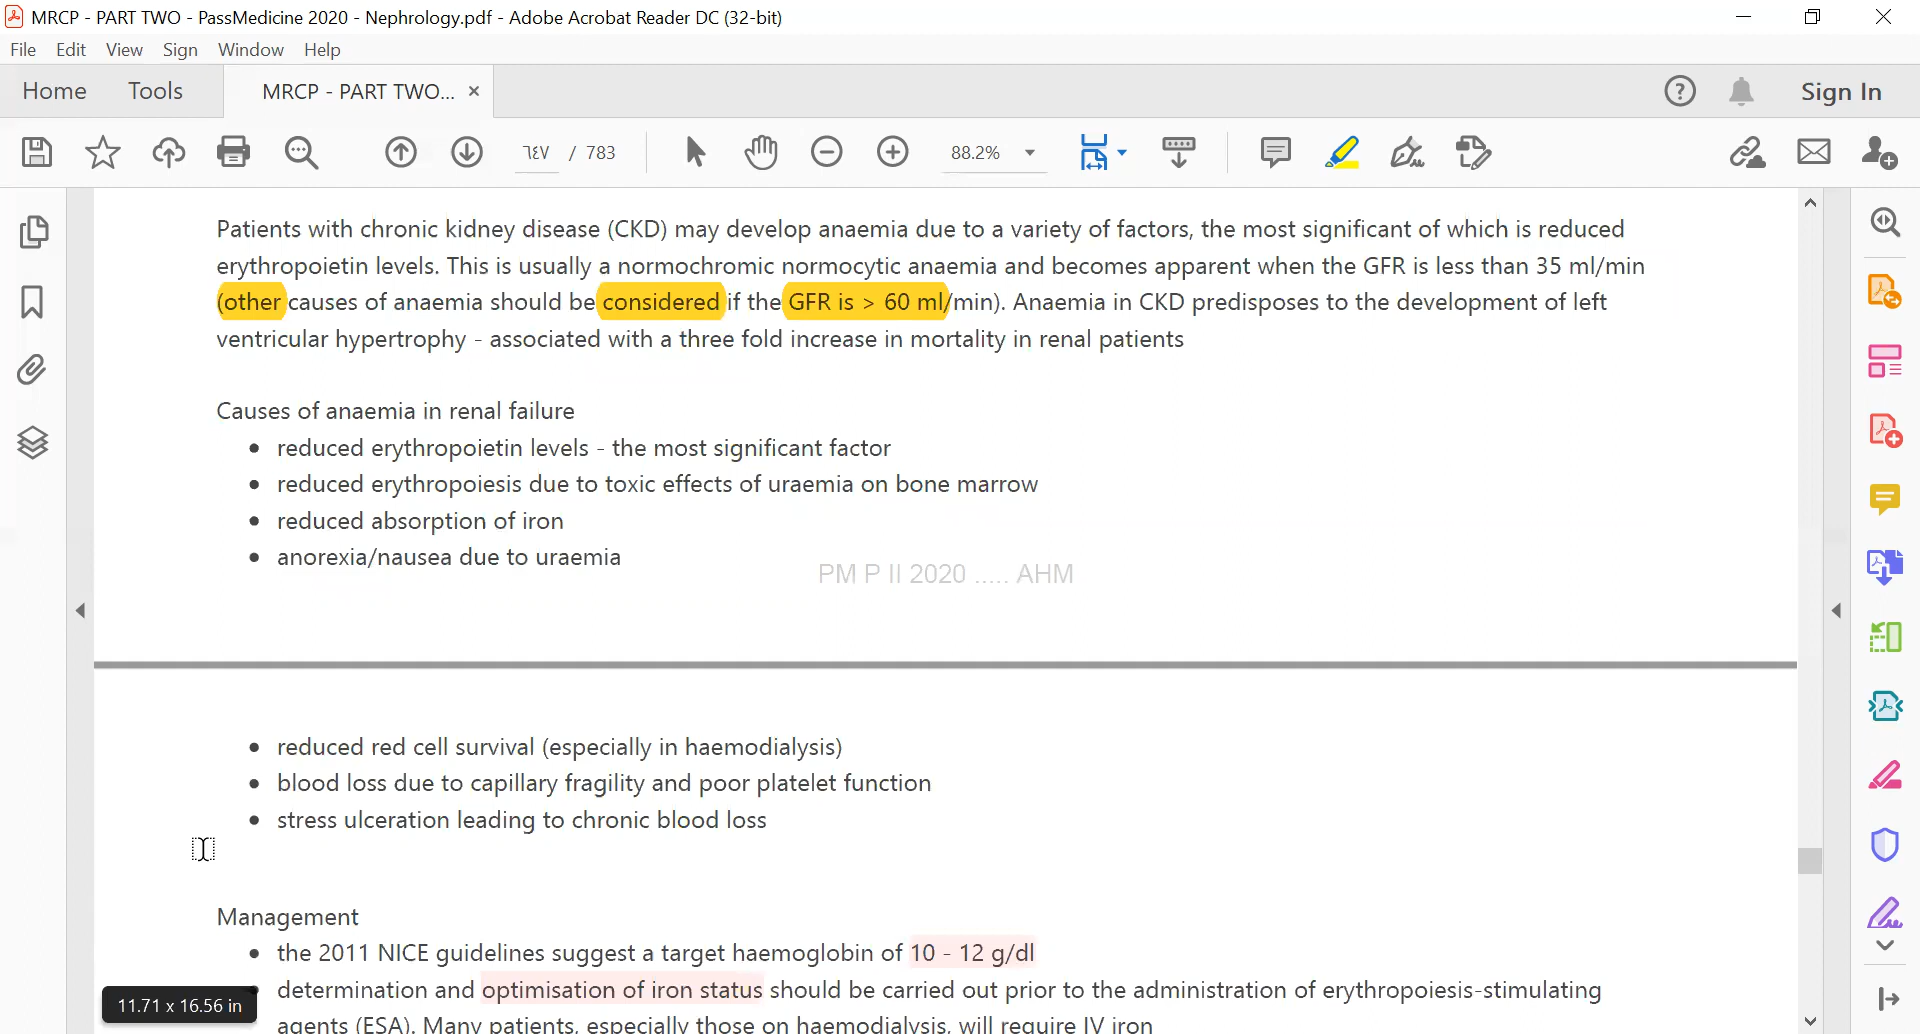 MRCP - PART TWO - PassMedicine 2020 - Nephrology.pdf - Adobe Acrobat Reader DC (32-bit)
File Edit View Sign Window Help
Home Tools MRCP - PART TWO... × Sign In
٦٤٧ / 783 88.2%
Patients with chronic kidney disease (CKD) may develop anaemia due to a variety of factors, the most significant of which is reduced
erythropoietin levels. This is usually a normochromic normocytic anaemia and becomes apparent when the GFR is less than 35 ml/min
(other causes of anaemia should be considered if the GFR is > 60 ml/min). Anaemia in CKD predisposes to the development of left
ventricular hypertrophy - associated with a three fold increase in mortality in renal patients
Causes of anaemia in renal failure
• reduced erythropoietin levels - the most significant factor
• reduced erythropoiesis due to toxic effects of uraemia on bone marrow
• reduced absorption of iron
• anorexia/nausea due to uraemia
PM P II 2020 ..... AHM
• reduced red cell survival (especially in haemodialysis)
• blood loss due to capillary fragility and poor platelet function
• stress ulceration leading to chronic blood loss
Management
• the 2011 NICE guidelines suggest a target haemoglobin of 10 - 12 g/dl
• determination and optimisation of iron status should be carried out prior to the administration of erythropoiesis-stimulating
11.71 x 16.56 in
agents (ESA). Many patients, especially those on haemodialysis, will require IV iron